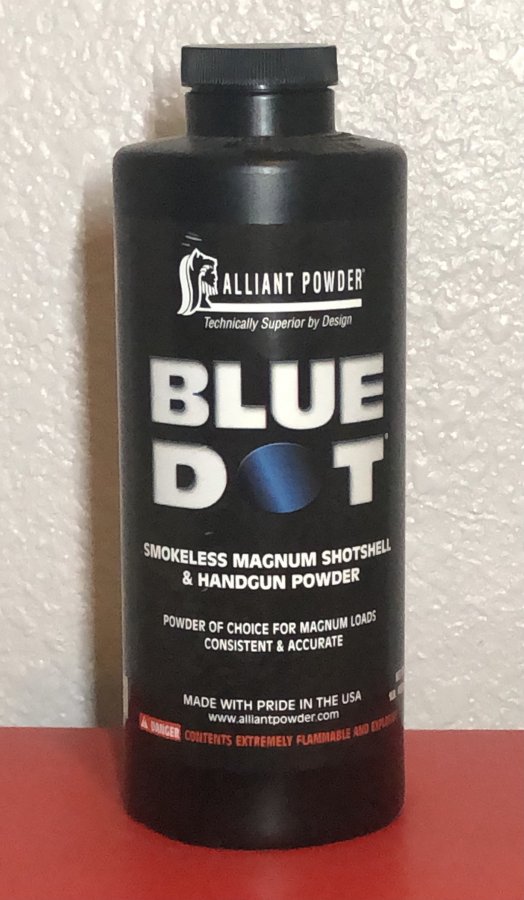 ALLIANT POWDER®
Technically Superior by Design
BLUE
DOT®
SMOKELESS MAGNUM SHOTSHELL
& HANDGUN POWDER
POWDER OF CHOICE FOR MAGNUM LOADS
CONSISTENT & ACCURATE
MADE WITH PRIDE IN THE USA
www.alliantpowder.com
DANGER CONTENTS EXTREMELY FLAMMABLE AND